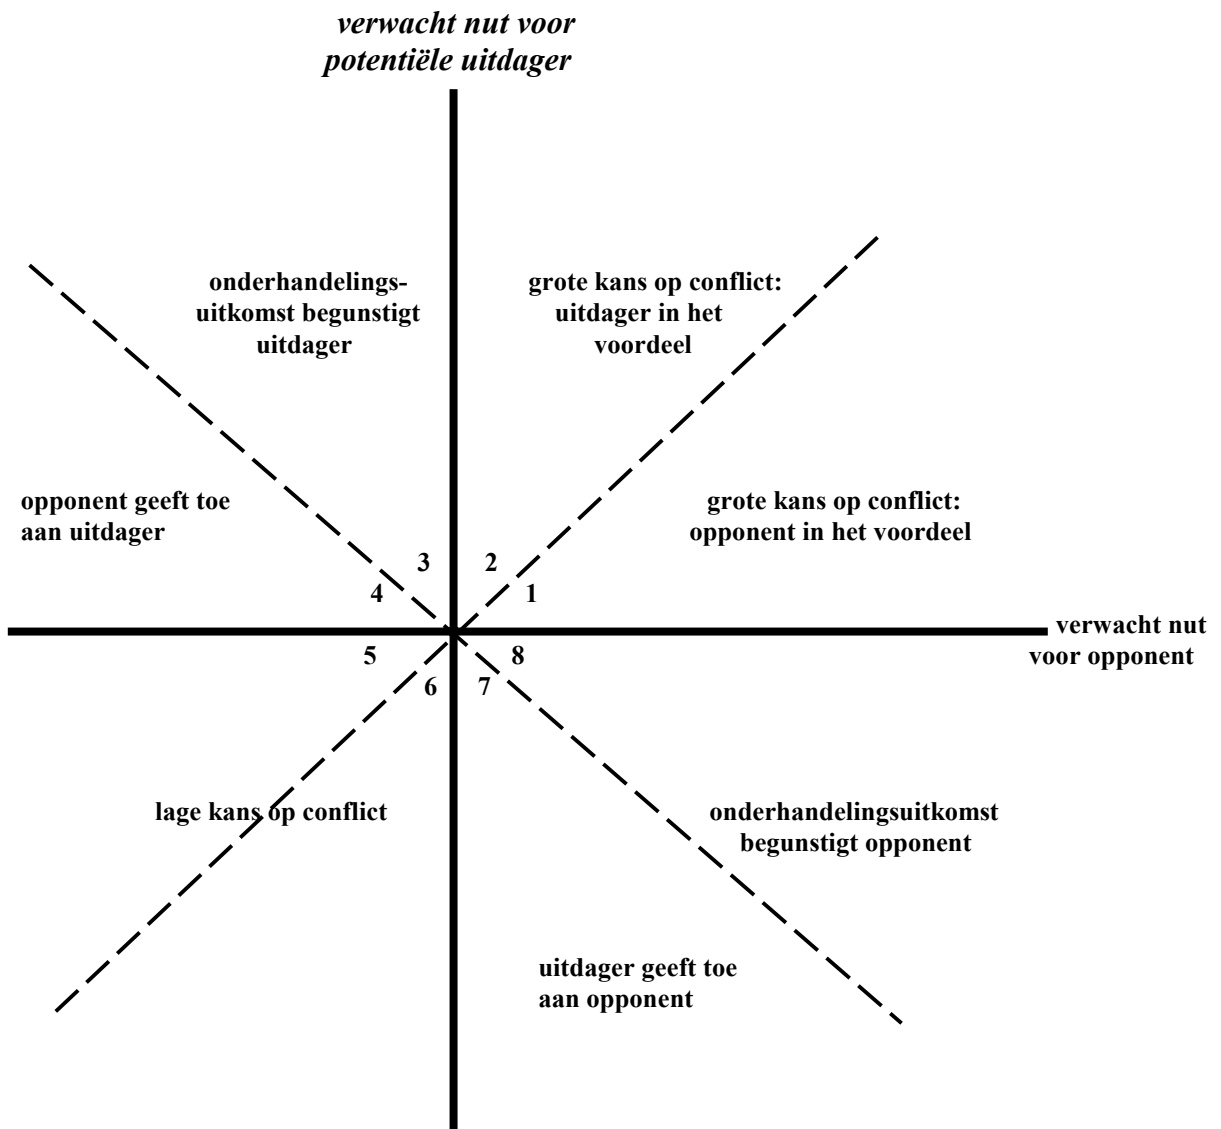 verwacht nut voor
potentiële uitdager
onderhandelings-
uitkomst begunstigt
uitdager
grote kans op conflict:
uitdager in het
voordeel
opponent geeft toe
aan uitdager
grote kans op conflict:
opponent in het voordeel
3
2
4
1
verwacht nut
voor opponent
5
8
6
7
lage kans op conflict
onderhandelingsuitkomst
begunstigt opponent
uitdager geeft toe
aan opponent